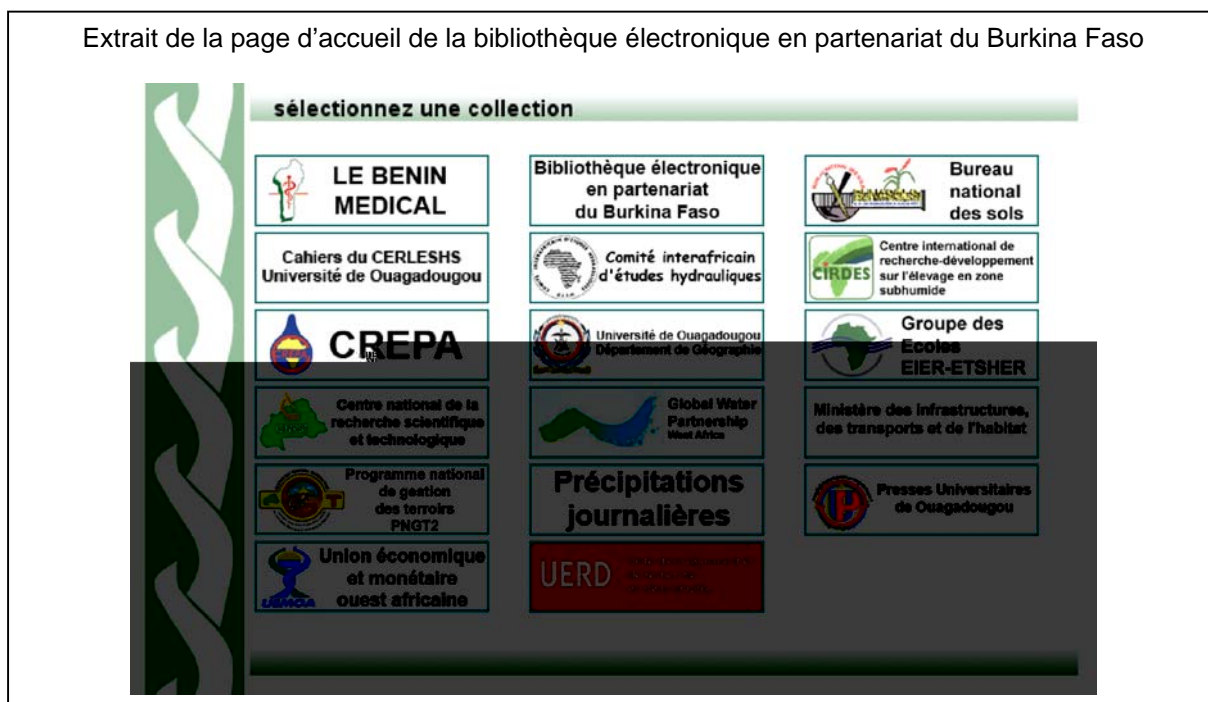 Extrait de la page d’accueil de la bibliothèque électronique en partenariat du Burkina Faso
sélectionnez une collection
LE BENIN
MEDICAL
Bibliothèque électronique
en partenariat
du Burkina Faso
Bureau
national
des sols
Cahiers du CERLESHS
Université de Ouagadougou
Comité interafricain
d'études hydrauliques
CIRDES
Centre international de
recherche-développement
sur l'élevage en zone
subhumide
CREPA
Université de Ouagadougou
Département de Géographie
Groupe des
Ecoles
EIER-ETSHER
Centre national de la
recherche scientifique
et technologique
Global Water
Partnership
West Africa
Ministère des infrastructures,
des transports et de l'habitat
Programme national
de gestion
des terroirs
PNGT2
Précipitations
journalières
Presses Universitaires
de Ouagadougou
UEMOA
Union économique
et monétaire
ouest africaine
UERD